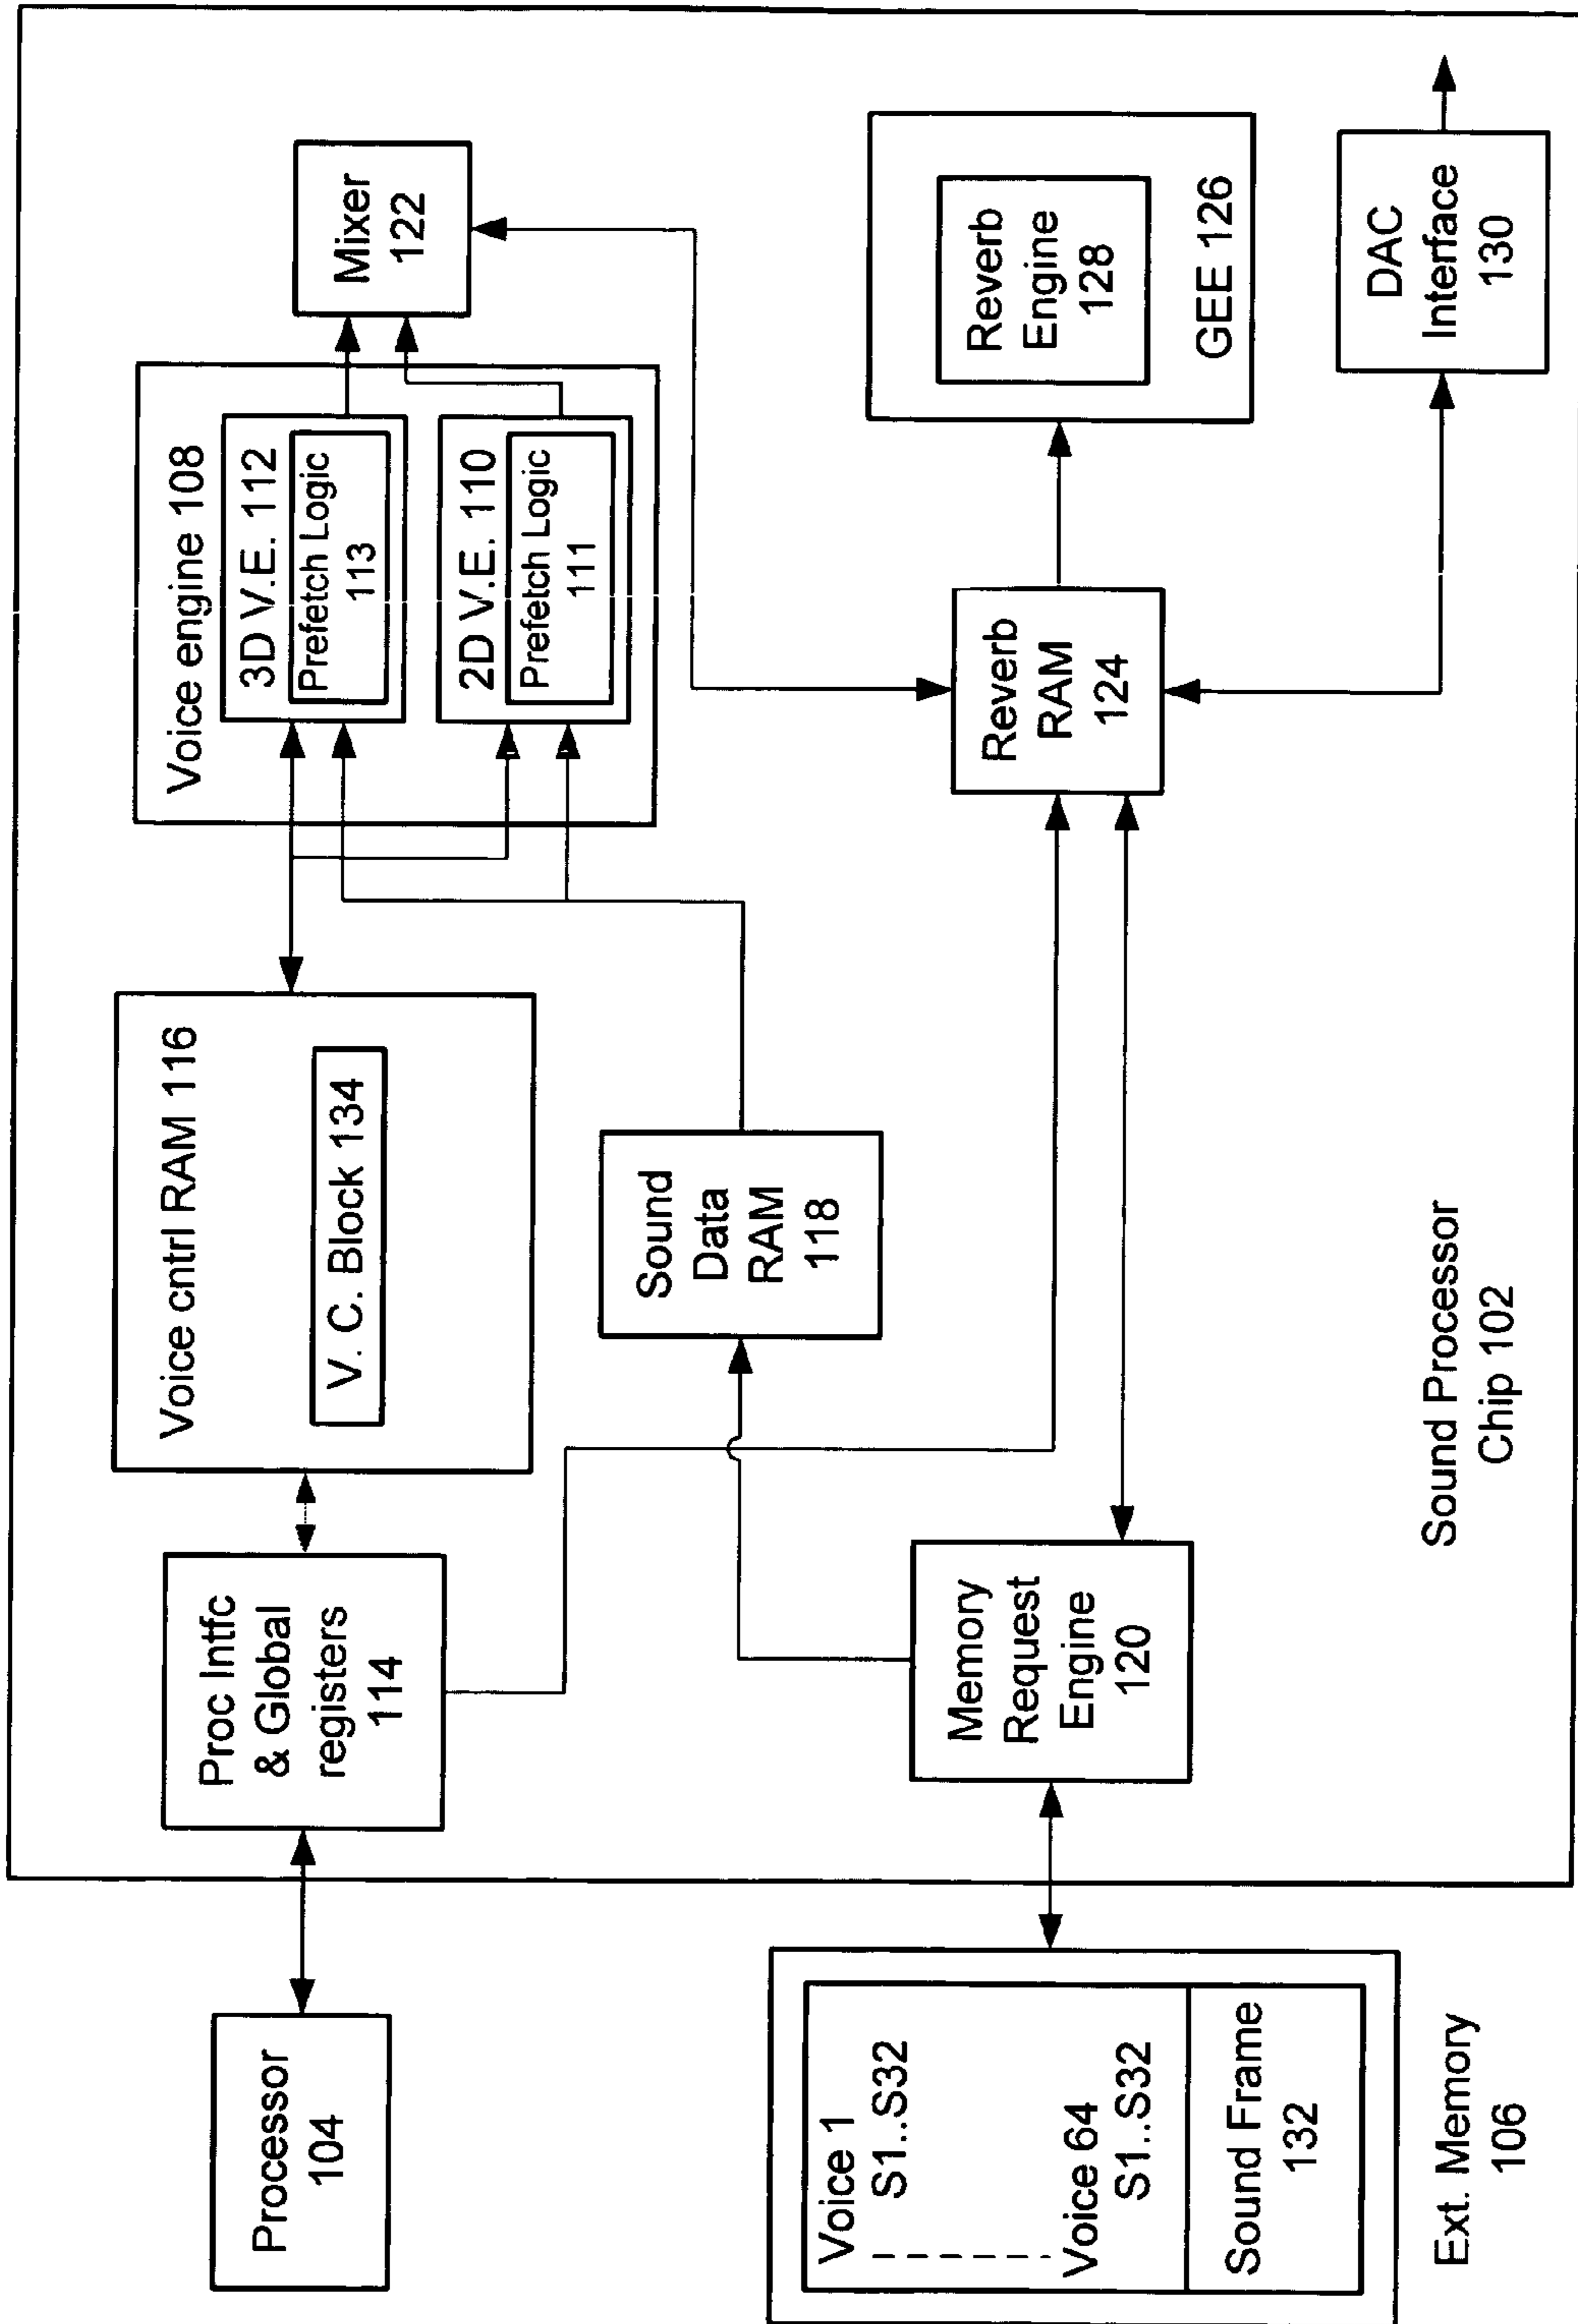 Processor
104
Proc Intfc
& Global
registers
114
Voice cntrl RAM 116
V. C. Block 134
Voice engine 108
3D V.E. 112
Prefetch Logic
113
2D V.E. 110
Prefetch Logic
111
Mixer
122
Sound
Data
RAM
118
Voice 1
S1..S32
Voice 64
S1...S32
Sound Frame
132
Ext. Memory
106
Memory
Request
Engine
120
Reverb
RAM
124
Reverb
Engine
128
GEE 126
DAC
Interface
130
Sound Processor
Chip 102